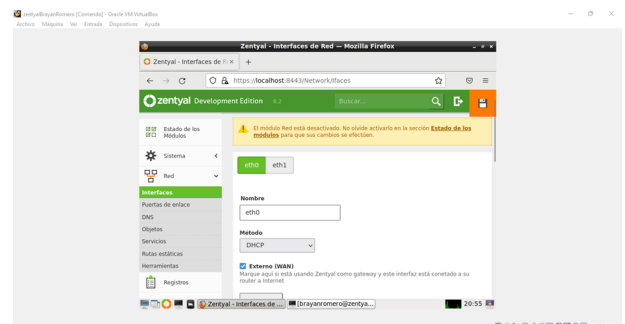 zentyalBrayanRomero [Corriendo] - Oracle VM VirtualBox
Archivo Máquina Ver Entrada Dispositivos Ayuda
Zentyal - Interfaces de Red — Mozilla Firefox
Zentyal - Interfaces de Re
https://localhost:8443/Network/Ifaces
zentyal Development Edition 6.2
Buscar...
Estado de los
Módulos
El módulo Red está desactivado. No olvide activarlo en la sección Estado de los
módulos para que sus cambios se efectúen.
Sistema
eth0 eth1
Red
Interfaces
Puertas de enlace
DNS
Objetos
Servicios
Rutas estáticas
Herramientas
Registros
Nombre
eth0
Método
DHCP
Externo (WAN)
Marque aquí si está usando Zentyal como gateway y este interfaz está conetado a su
router a Internet
Zentyal - Interfaces de ...
[brayanromero@zentya...
20:55